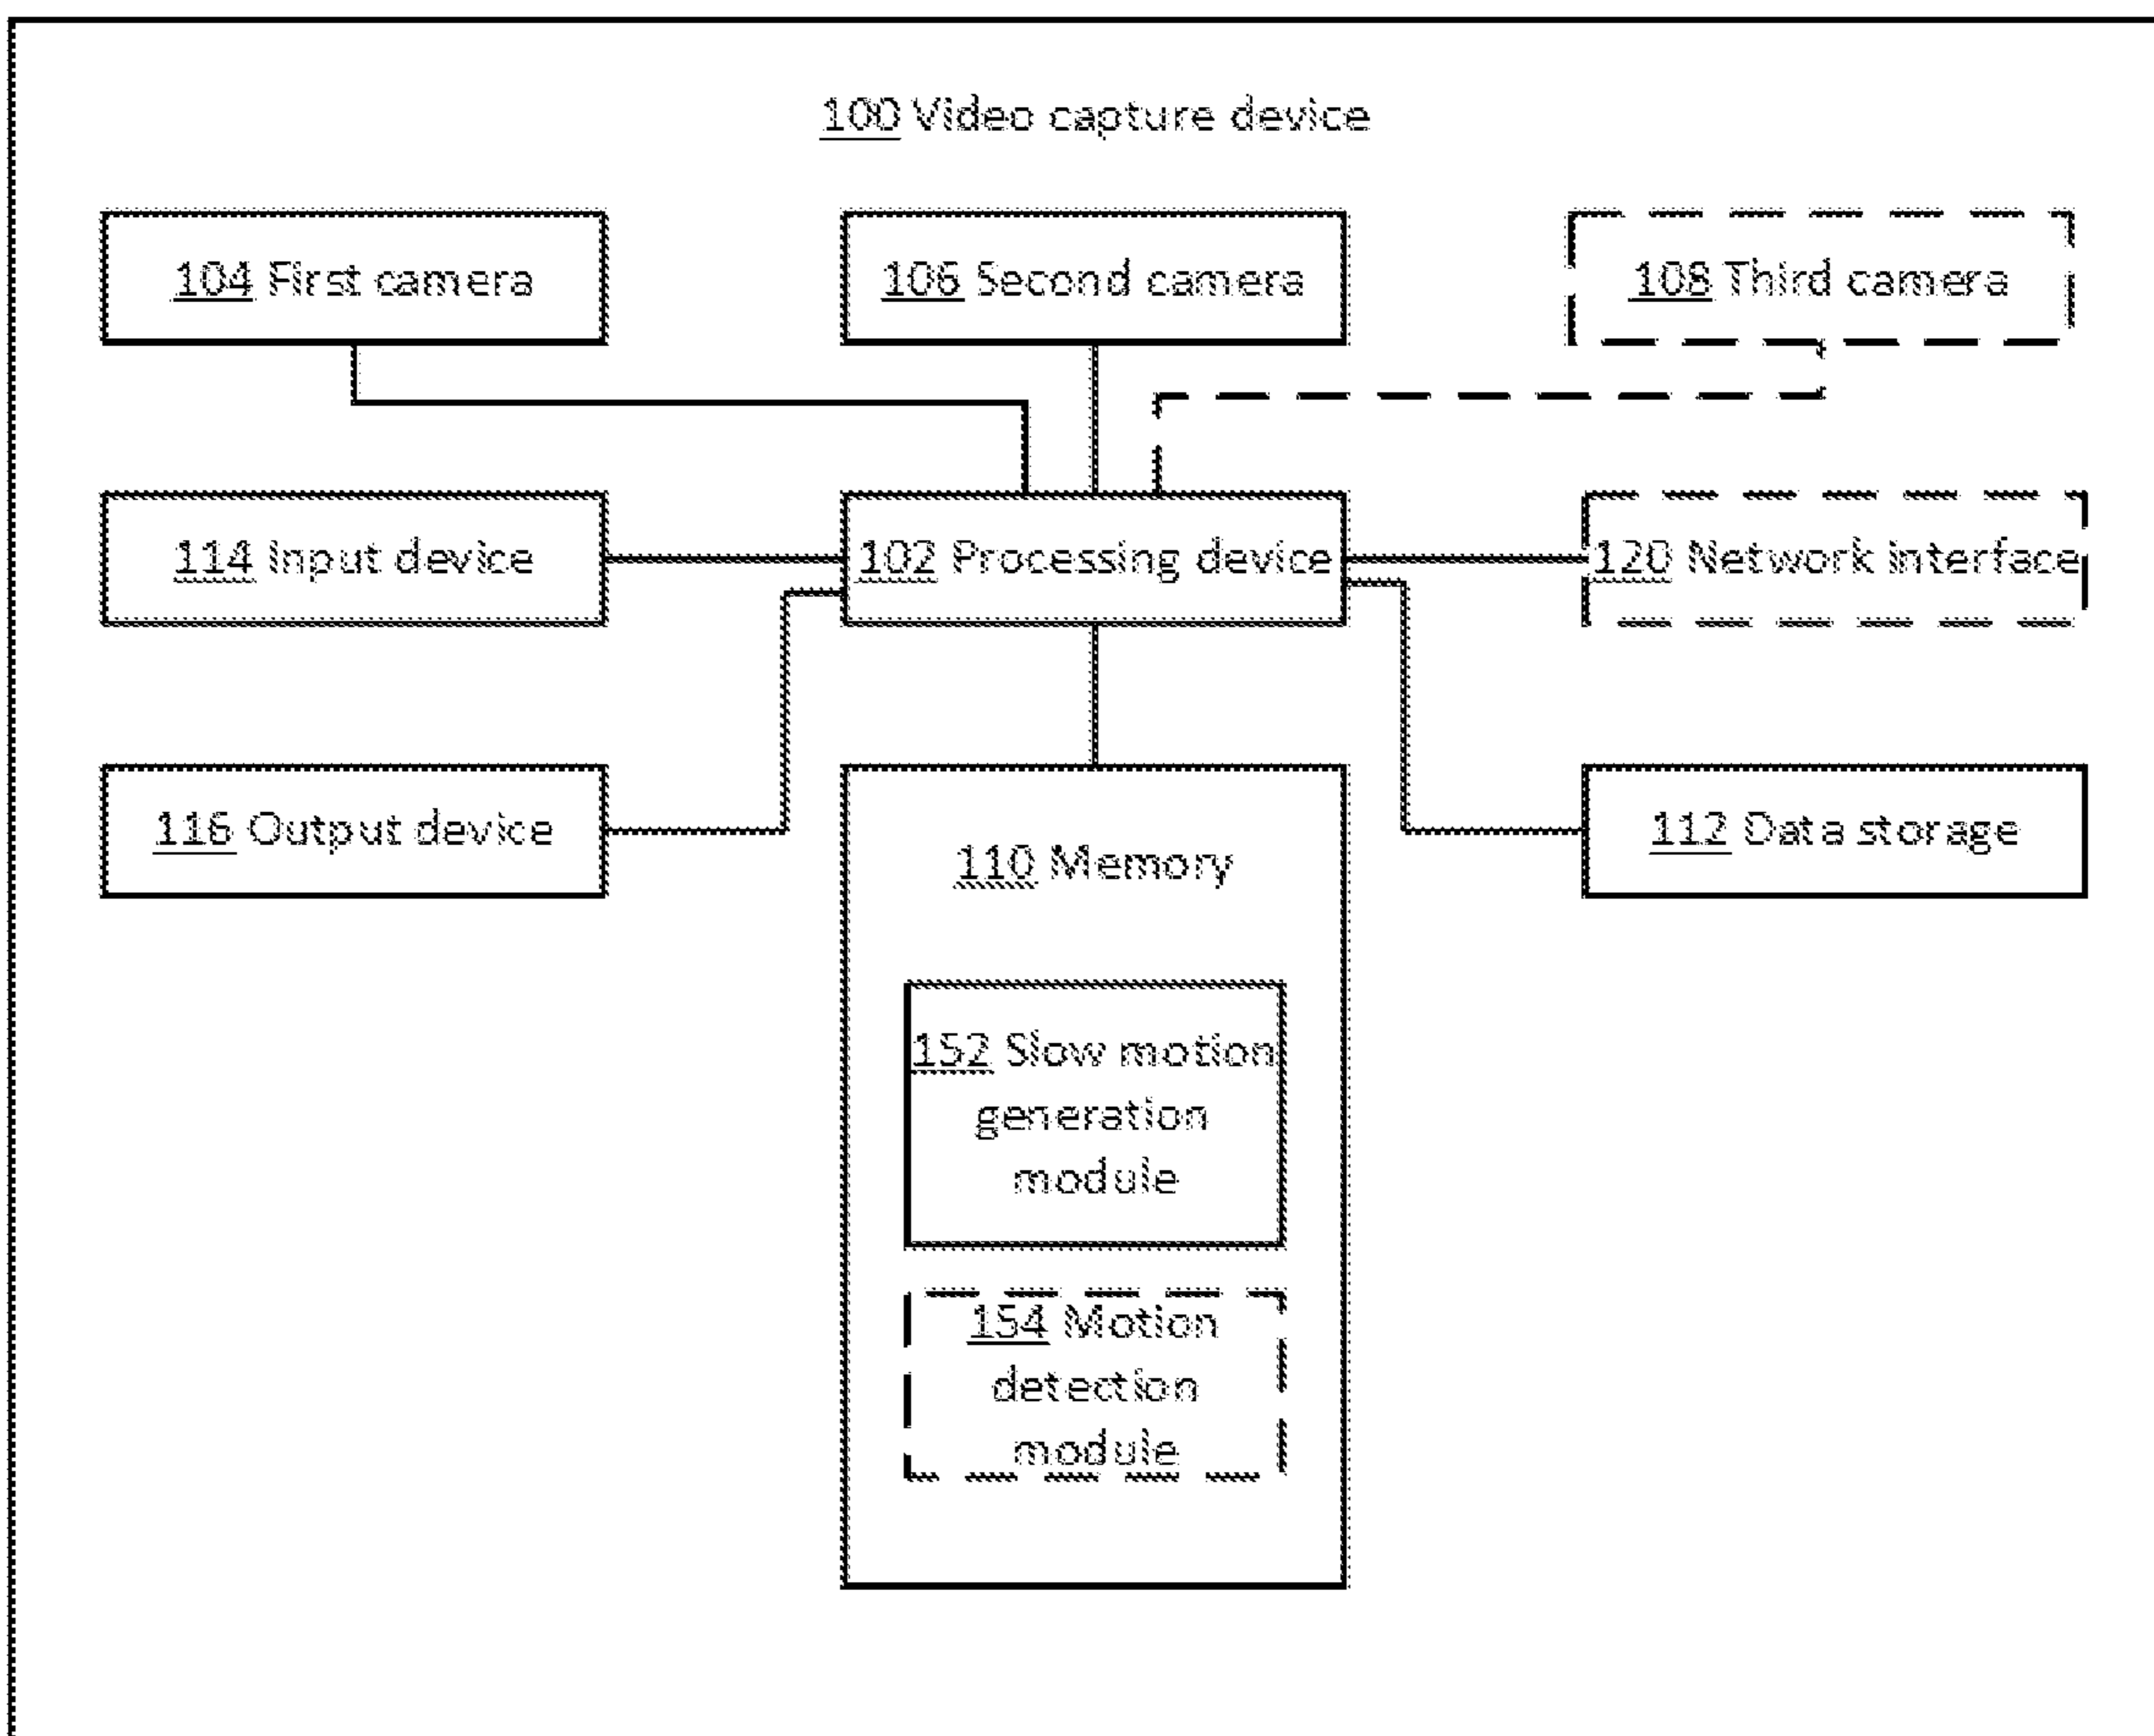 100 Video capture device
104 First camera
106 Second camera
108 Third camera
114 Input device
102 Processing device
120 Network interface
116 Output device
110 Memory
112 Data storage
152 Slow motion
generation
module
154 Motion
detection
module